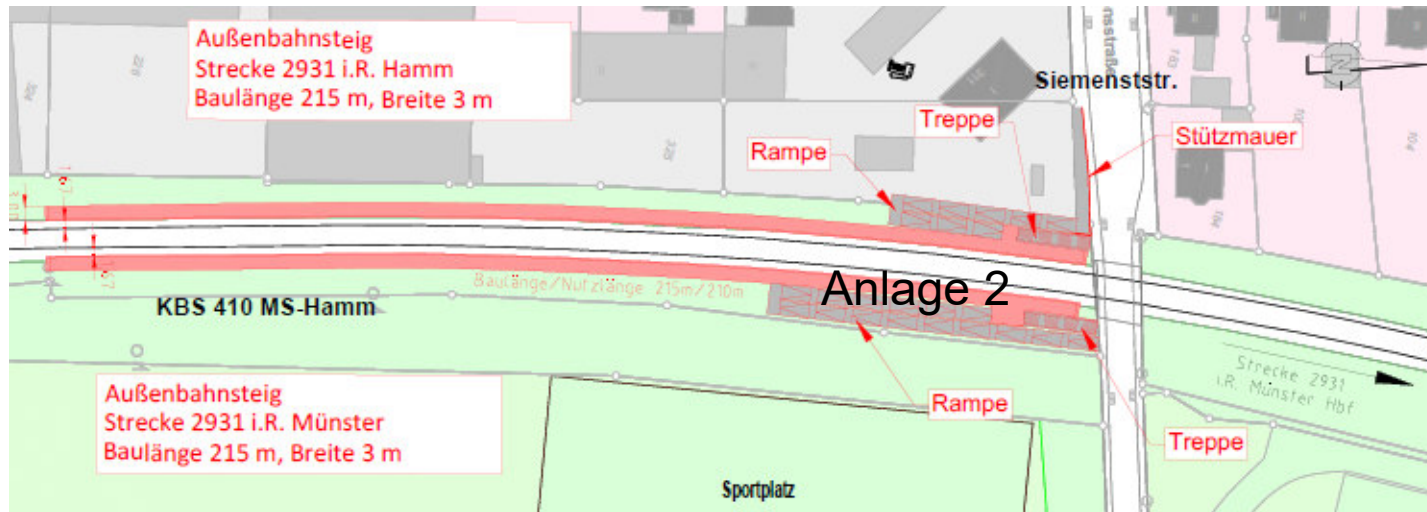 Außenbahnsteig
Strecke 2931 i.R. Hamm
Baulänge 215 m, Breite 3 m
Siemenststr.
Treppe
Stützmauer
Rampe
Baulänge/Nutzlänge 215m/210m
Anlage 2
KBS 410 MS-Hamm
Strecke 2931
i.R. Münster Hbf
Außenbahnsteig
Strecke 2931 i.R. Münster
Baulänge 215 m, Breite 3 m
Rampe
Treppe
Sportplatz